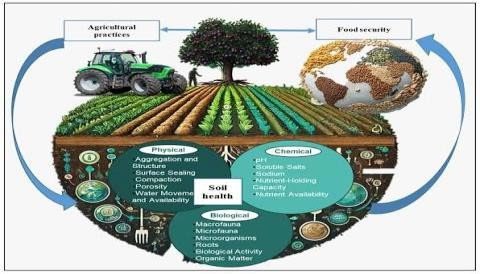 Agricultural
practices
Food security
Physical
Aggregation and
Structure
Surface Sealing
Compaction
Porosity
Water Moveme
and Availability
Chemical
pH
Soluble Salts
Sodium
Nutrient-Holding
Capacity
Nutrient Availability
Soil
health
Biological
Macrofauna
Microfauna
Microorganisms
Roots
Biological Activity
Organic Matter